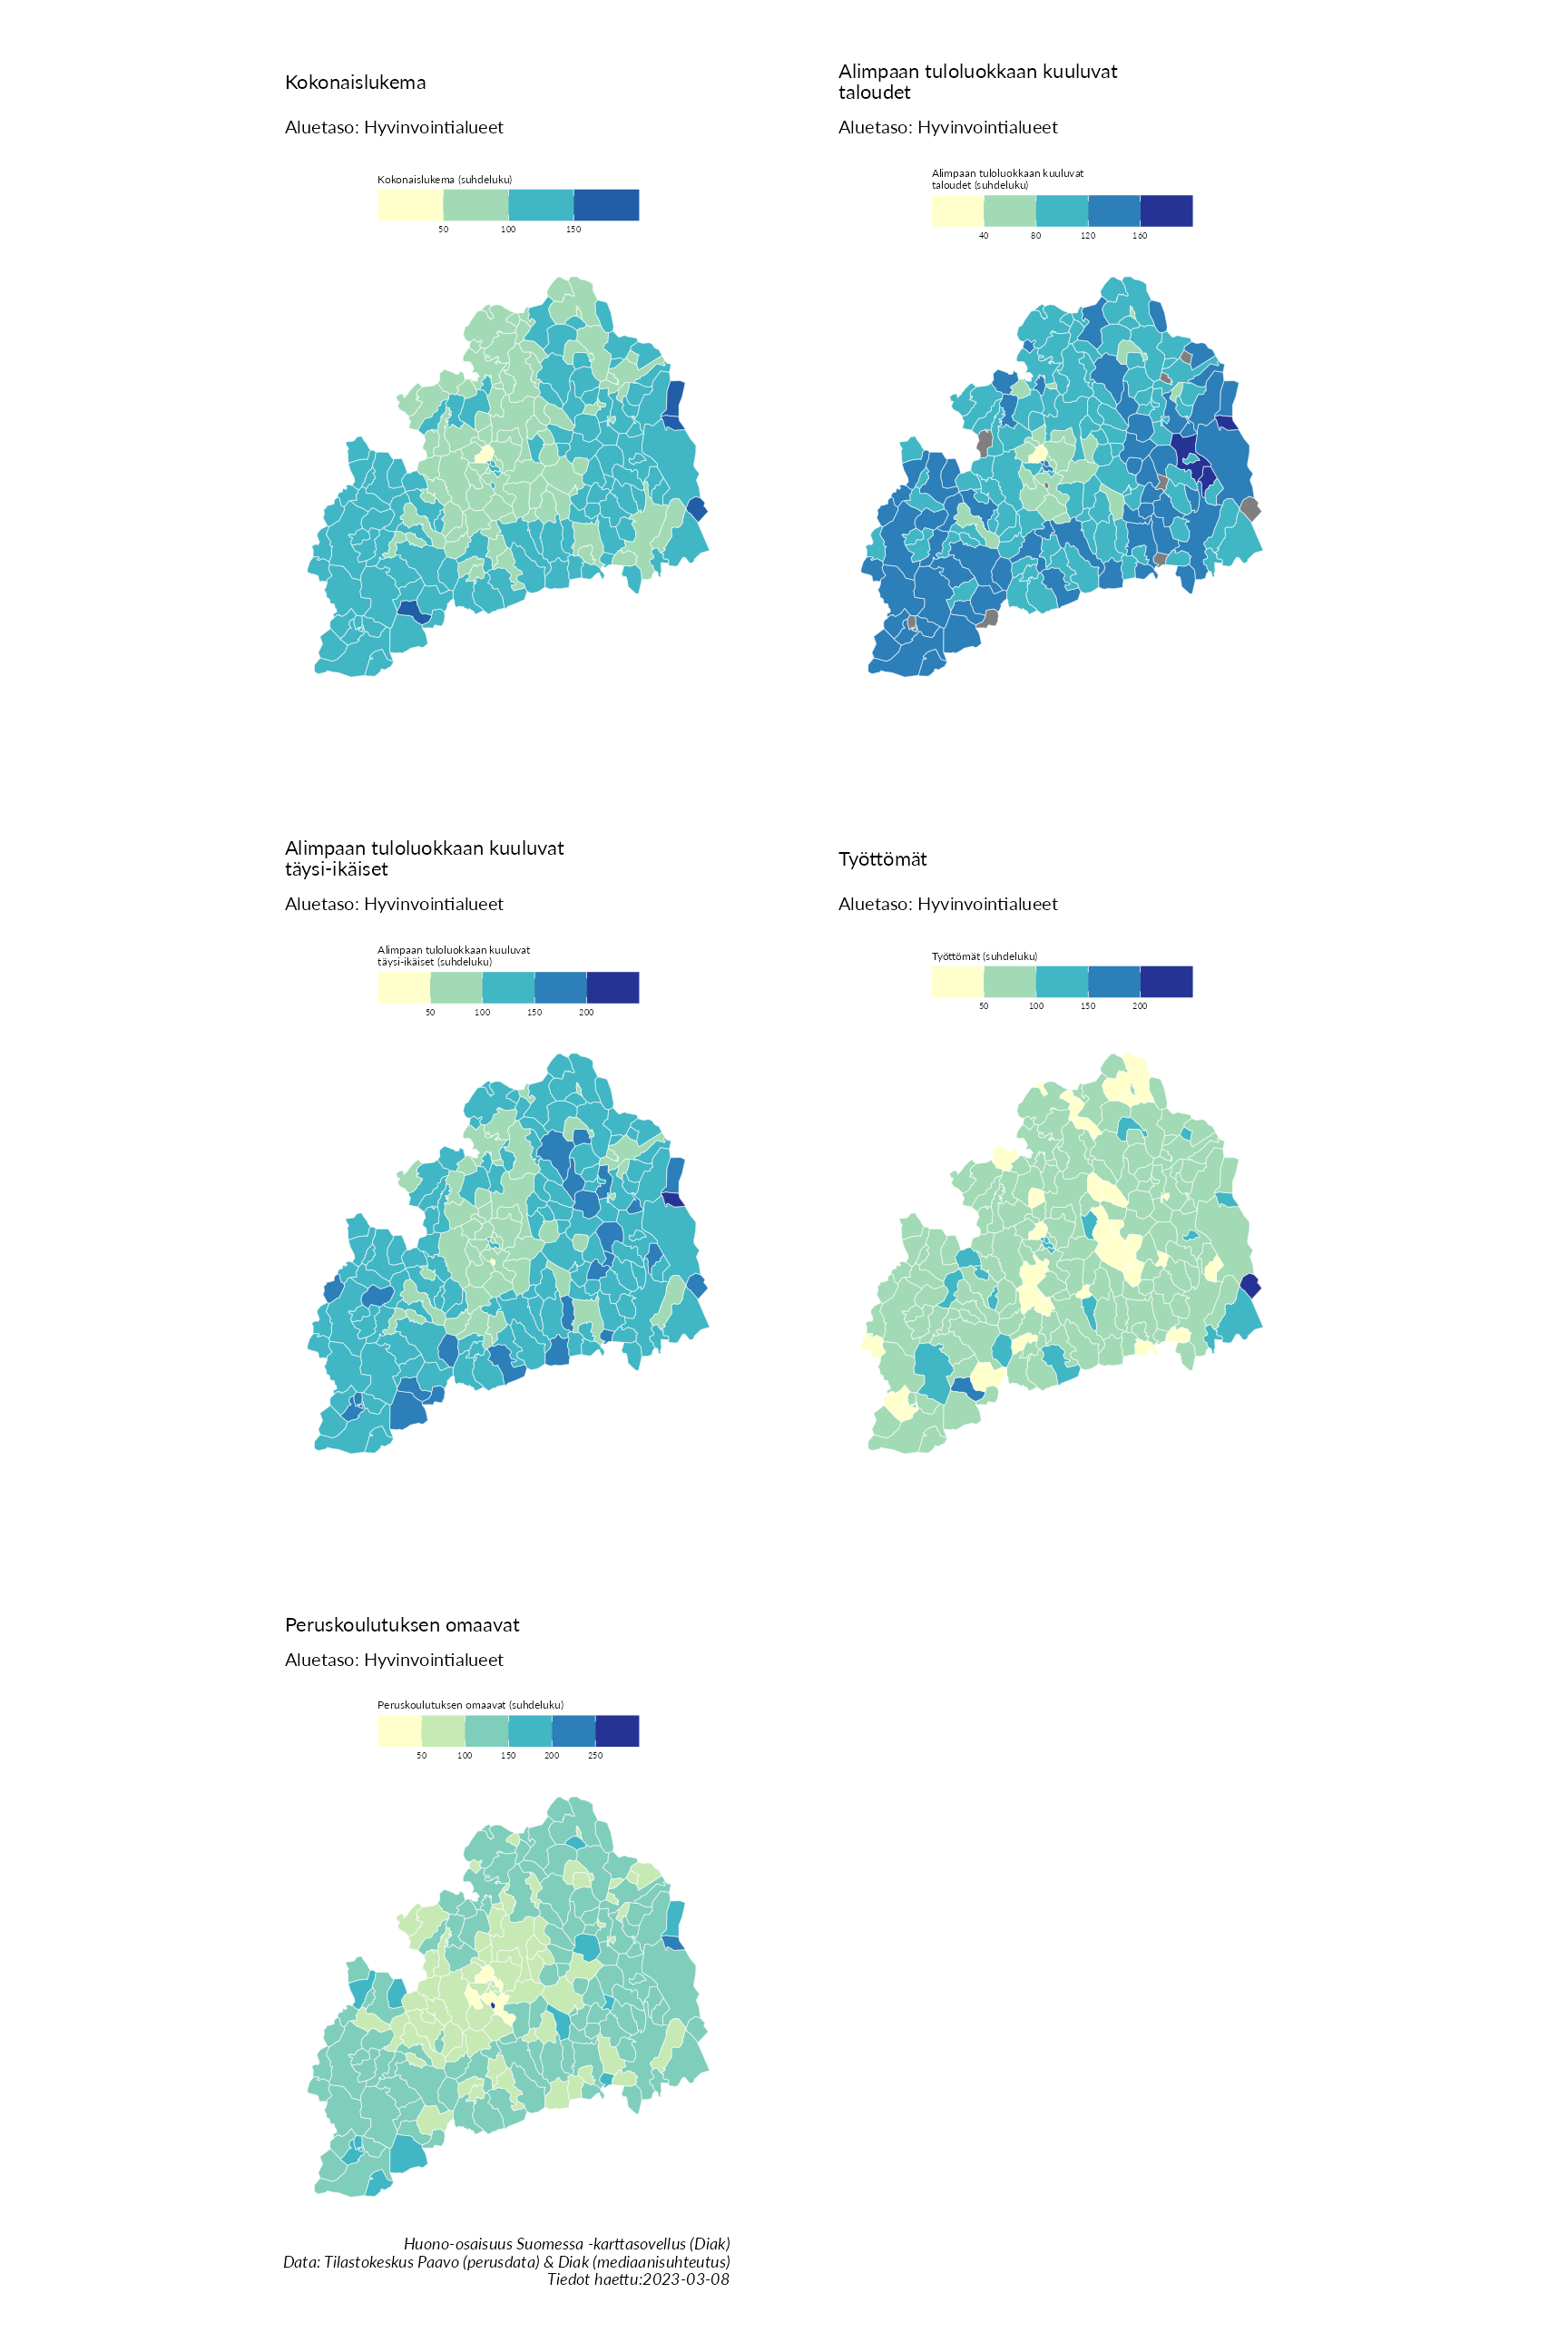 Kokonaislukema
Aluetaso: Hyvinvointialueet
Kokonaislukema (suhdeluku)
50 100 150
Alimpaan tuloluokkaan kuuluvat
taloudet
Aluetaso: Hyvinvointialueet
Alimpaan tuloluokkaan kuuluvat
taloudet (suhdeluku)
40 80 120 160
Alimpaan tuloluokkaan kuuluvat
täysi-ikäiset
Aluetaso: Hyvinvointialueet
Alimpaan tuloluokkaan kuuluvat
täysi-ikäiset (suhdeluku)
50 100 150 200
Työttömät
Aluetaso: Hyvinvointialueet
Työttömät (suhdeluku)
50 100 150 200
Peruskoulutuksen omaavat
Aluetaso: Hyvinvointialueet
Peruskoulutuksen omaavat (suhdeluku)
50 100 150 200 250
Huono-osaisuus Suomessa -karttasovellus (Diak)
Data: Tilastokeskus Paavo (perusdata) & Diak (mediaanisuhteutus)
Tiedot haettu:2023-03-08